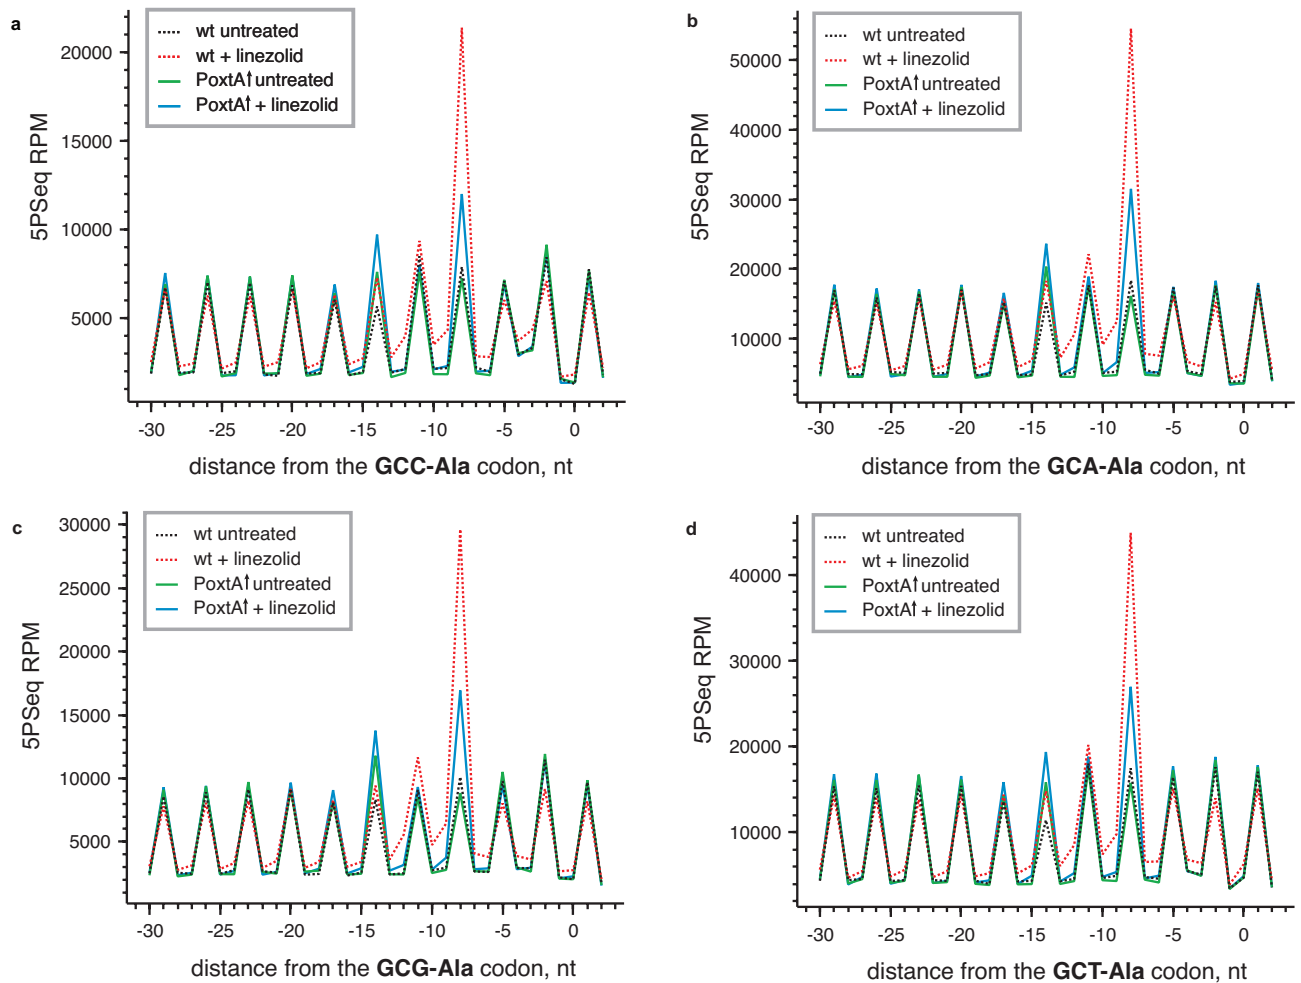 a
wt untreated
wt + linezolid
PoxtA↑ untreated
PoxtA↑ + linezolid
5PSeq RPM
20000
15000
10000
5000
-30 -25 -20 -15 -10 -5 0
distance from the GCC-Ala codon, nt
b
wt untreated
wt + linezolid
PoxtA↑ untreated
PoxtA↑ + linezolid
5PSeq RPM
50000
40000
30000
20000
10000
-30 -25 -20 -15 -10 -5 0
distance from the GCA-Ala codon, nt
c
wt untreated
wt + linezolid
PoxtA↑ untreated
PoxtA↑ + linezolid
5PSeq RPM
30000
25000
20000
15000
10000
5000
-30 -25 -20 -15 -10 -5 0
distance from the GCG-Ala codon, nt
d
wt untreated
wt + linezolid
PoxtA↑ untreated
PoxtA↑ + linezolid
5PSeq RPM
40000
30000
20000
10000
-30 -25 -20 -15 -10 -5 0
distance from the GCT-Ala codon, nt